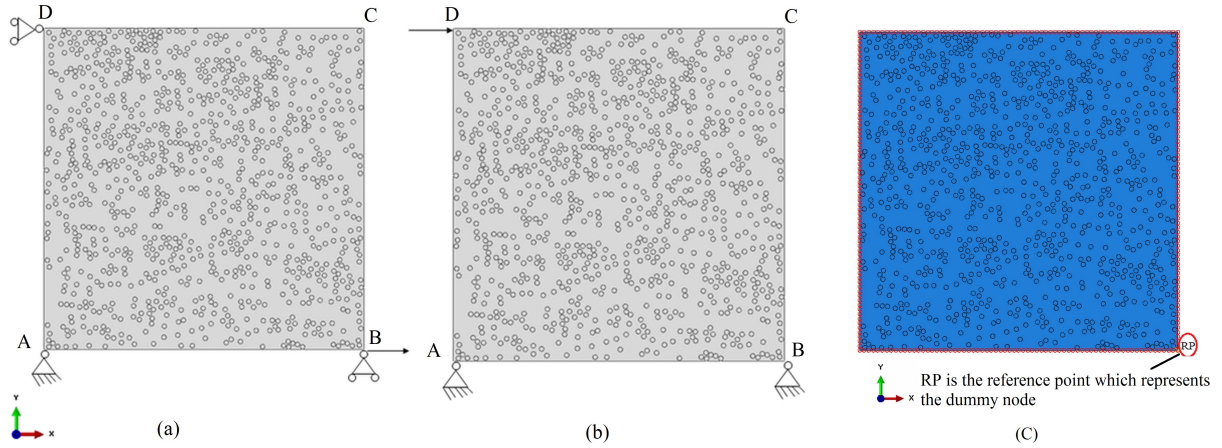 D
C
D
C
A
B
A
B
RP
Y
X
Y
X
RP is the reference point which represents
the dummy node
(a)
(b)
(C)